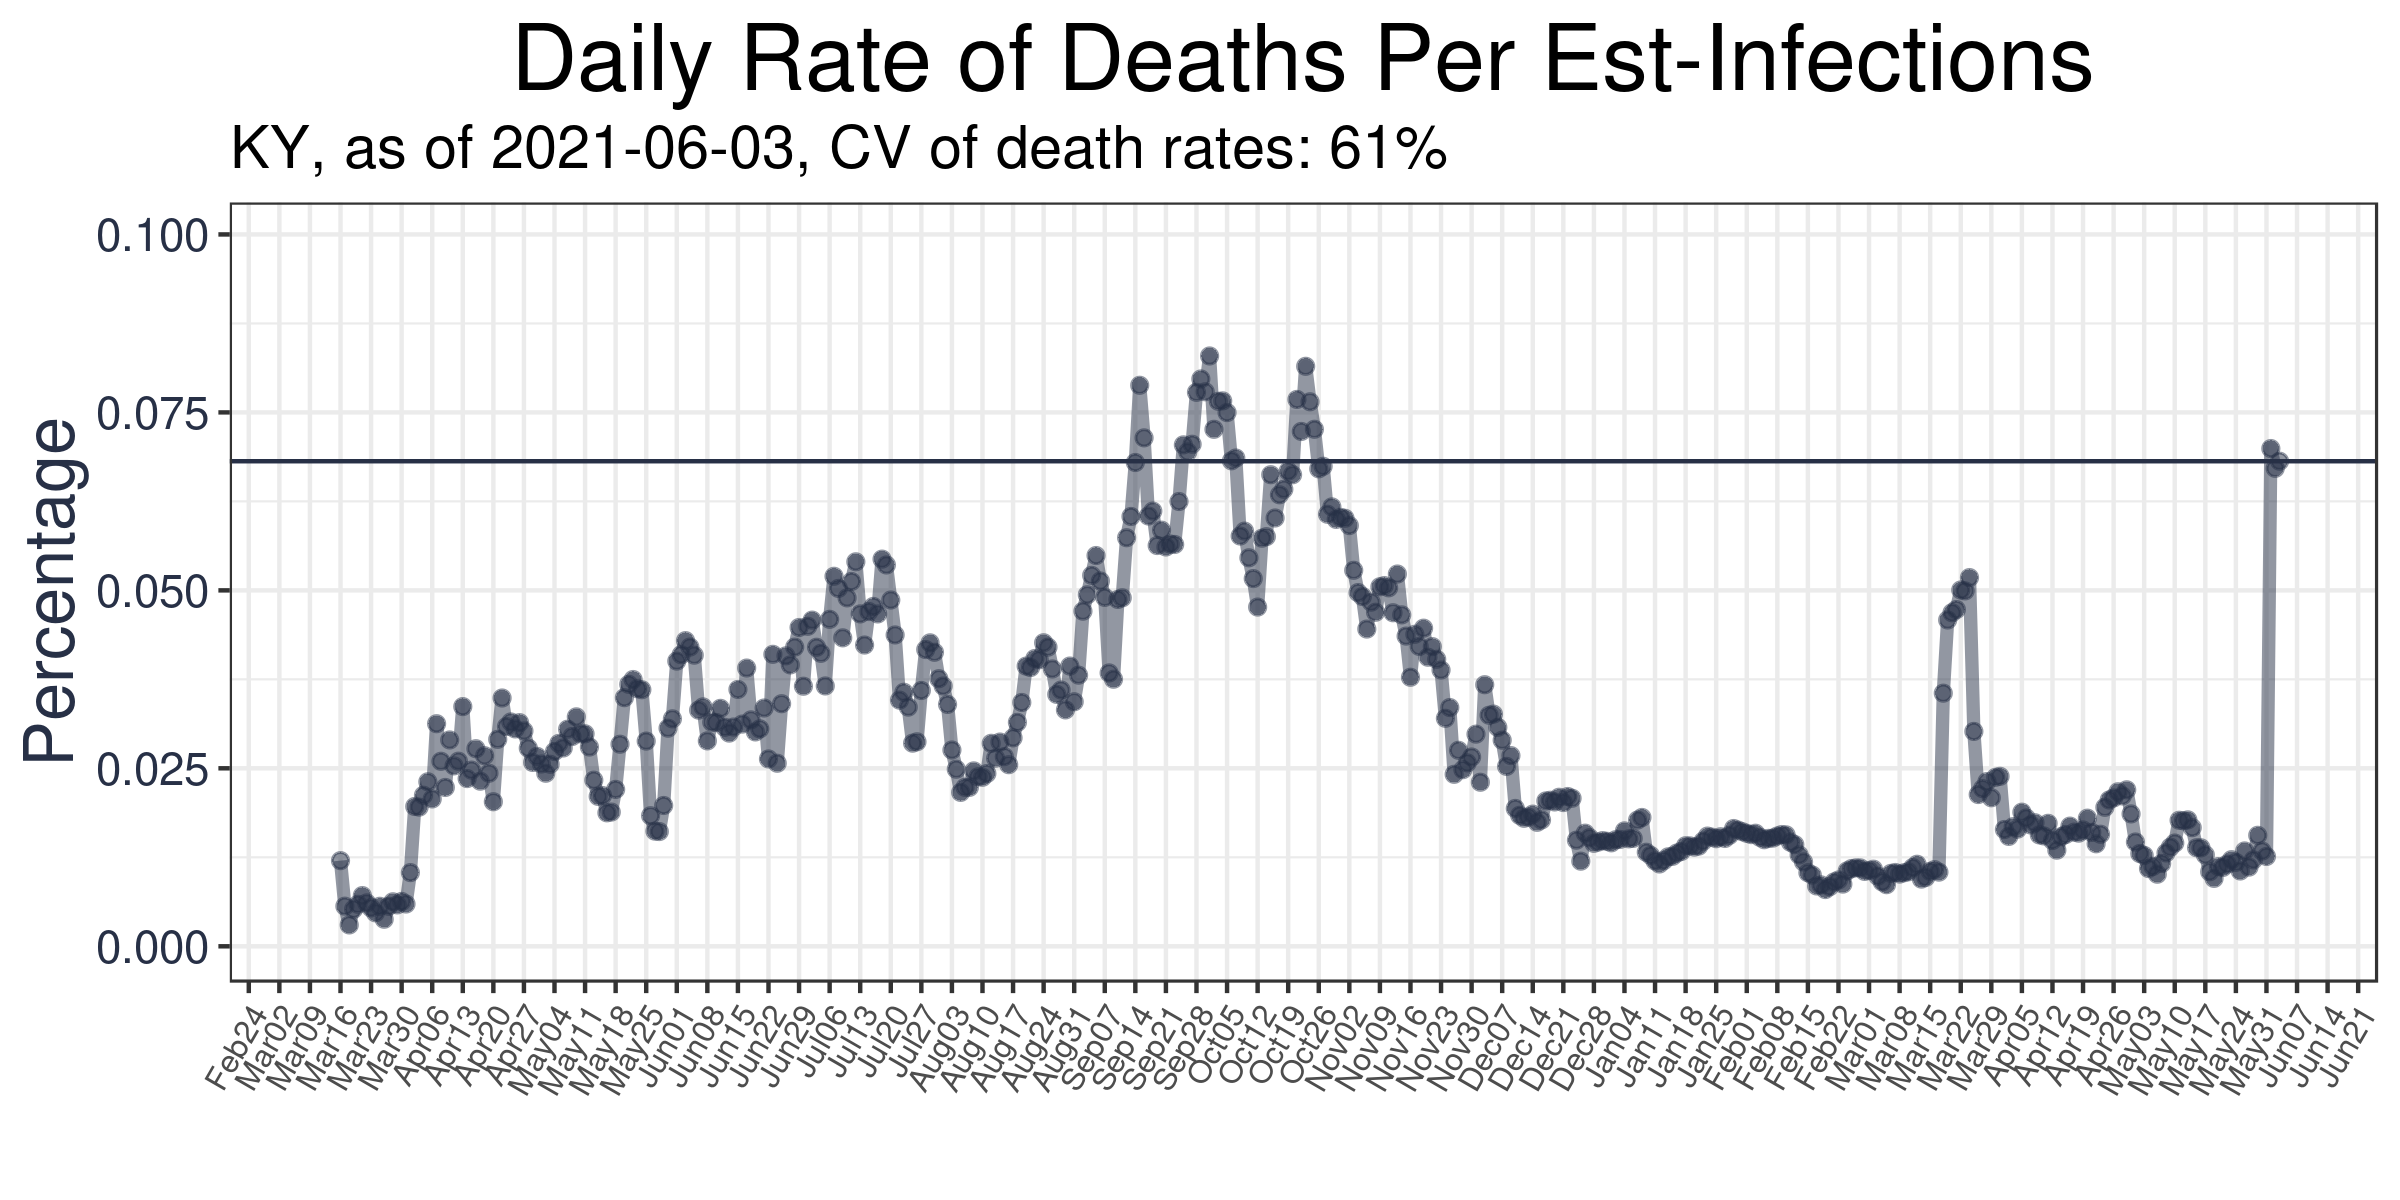 Daily Rate of Deaths Per Est-Infections
KY, as of 2021-06-03, CV of death rates: 61%
Percentage
0.100
0.075
0.050
0.025
0.000
Feb24
Mar02
Mar09
Mar16
Mar23
Mar30
Apr06
Apr13
Apr20
Apr27
May04
May11
May18
May25
Jun01
Jun08
Jun15
Jun22
Jun29
Jul06
Jul13
Jul20
Jul27
Aug03
Aug10
Aug17
Aug24
Aug31
Sep07
Sep14
Sep21
Sep28
Oct05
Oct12
Oct19
Oct26
Nov02
Nov09
Nov16
Nov23
Nov30
Dec07
Dec14
Dec21
Dec28
Jan04
Jan11
Jan18
Jan25
Feb01
Feb08
Feb15
Feb22
Mar01
Mar08
Mar15
Mar22
Mar29
Apr05
Apr12
Apr19
Apr26
May03
May10
May17
May24
May31
Jun07
Jun14
Jun21